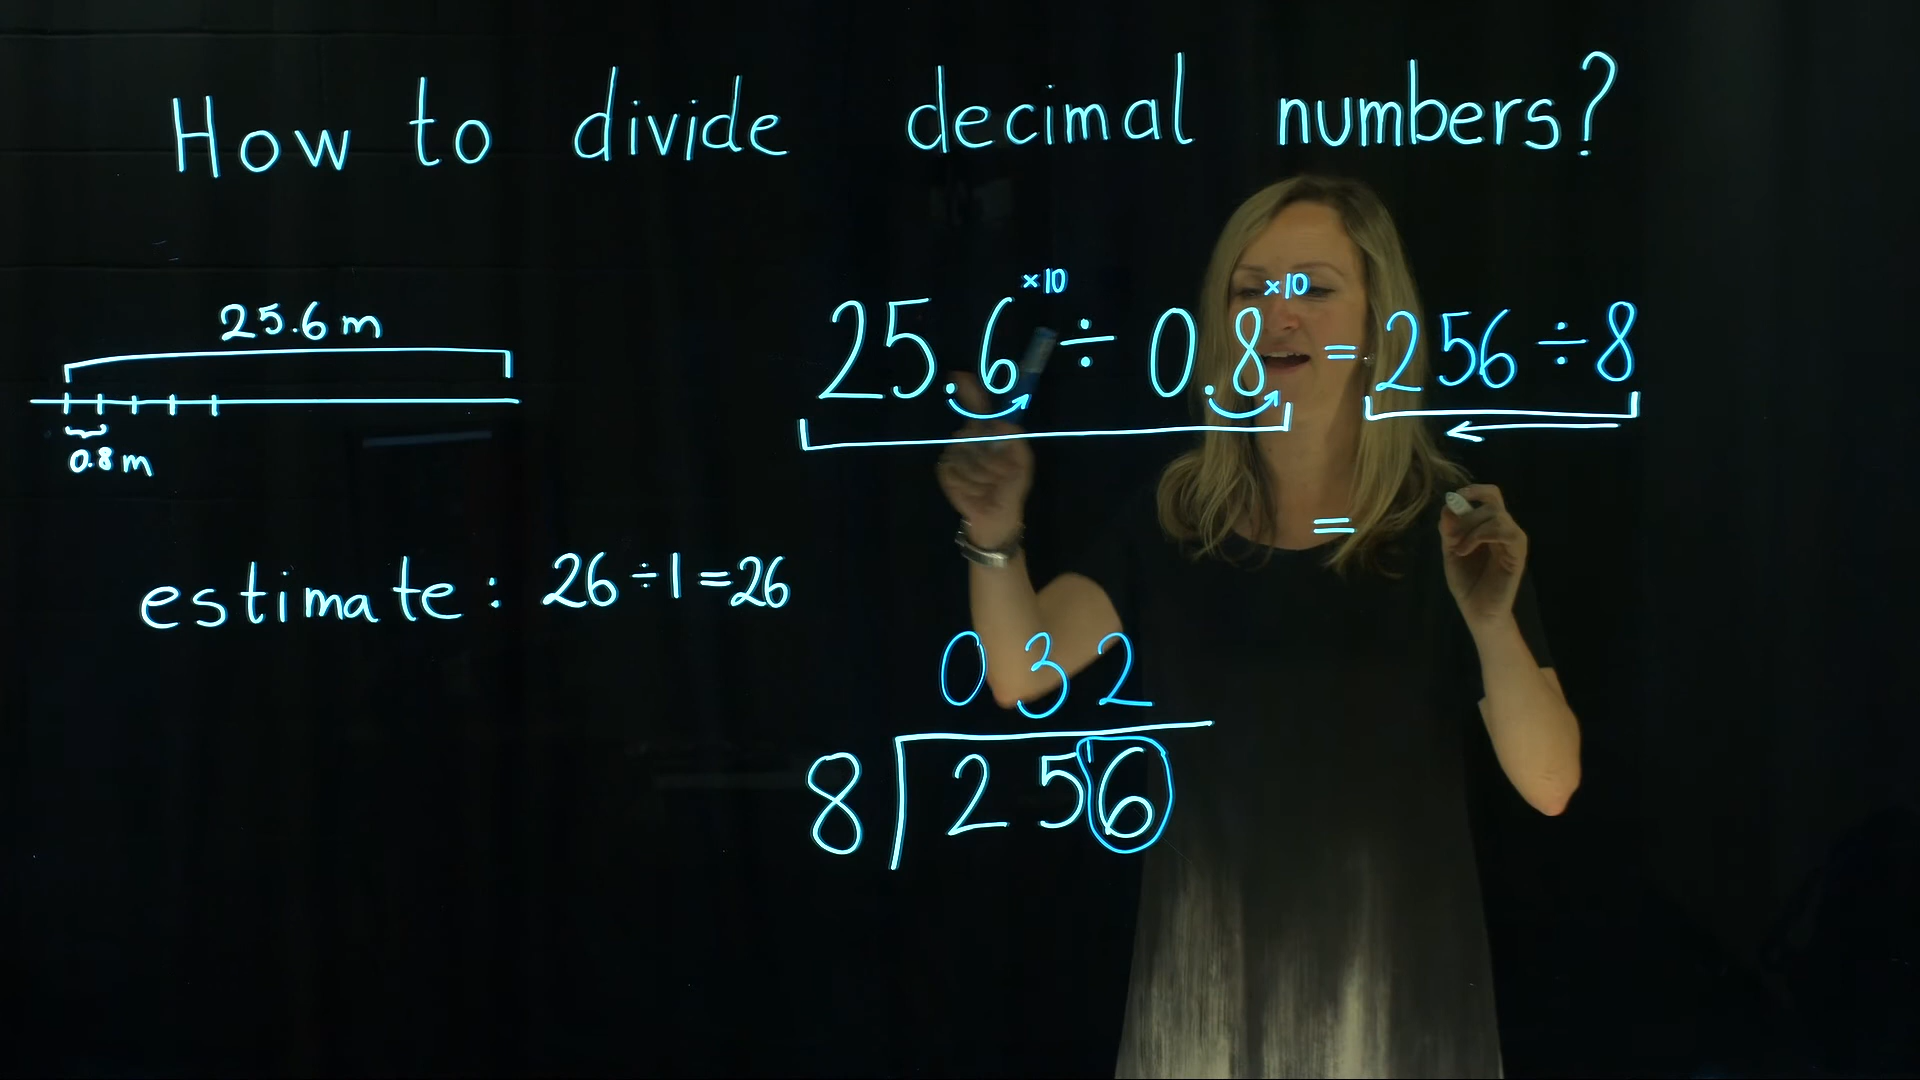 How to divide decimal numbers?
25.6 m
0.8 m
×10 ×10
25.6 ÷ 0.8 = 256 ÷ 8
=
estimate: 26 ÷ 1 = 26
0 3 2
8 2 5 ¹6